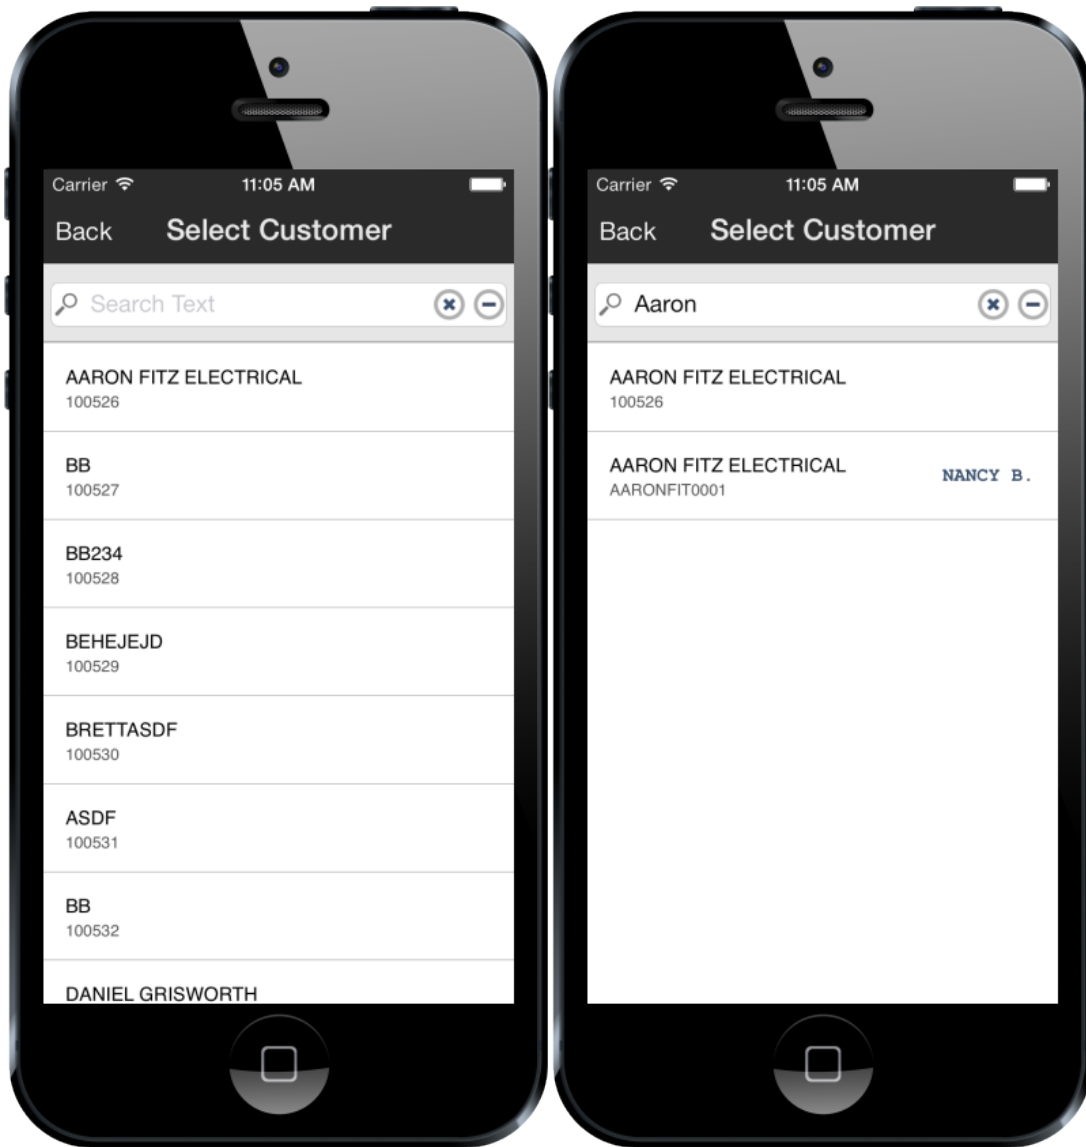 Carrier 11:05 AM
Back Select Customer
Search Text
AARON FITZ ELECTRICAL
100526
BB
100527
BB234
100528
BEHEJEJD
100529
BRETTASDF
100530
ASDF
100531
BB
100532
DANIEL GRISWORTH
Carrier 11:05 AM
Back Select Customer
Aaron
AARON FITZ ELECTRICAL
100526
AARON FITZ ELECTRICAL
AARONFIT0001
NANCY B.